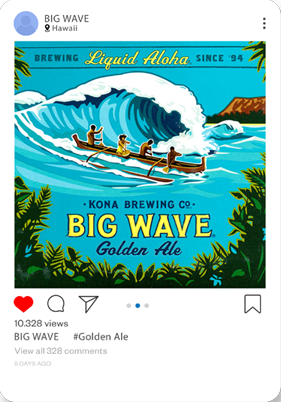 BIG WAVE
Hawaii
BREWING Liquid Aloha SINCE '94
· KONA BREWING CO. ·
BIG WAVE
Golden Ale
10.328 views
BIG WAVE #Golden Ale
View all 328 comments
5 DAYS AGO